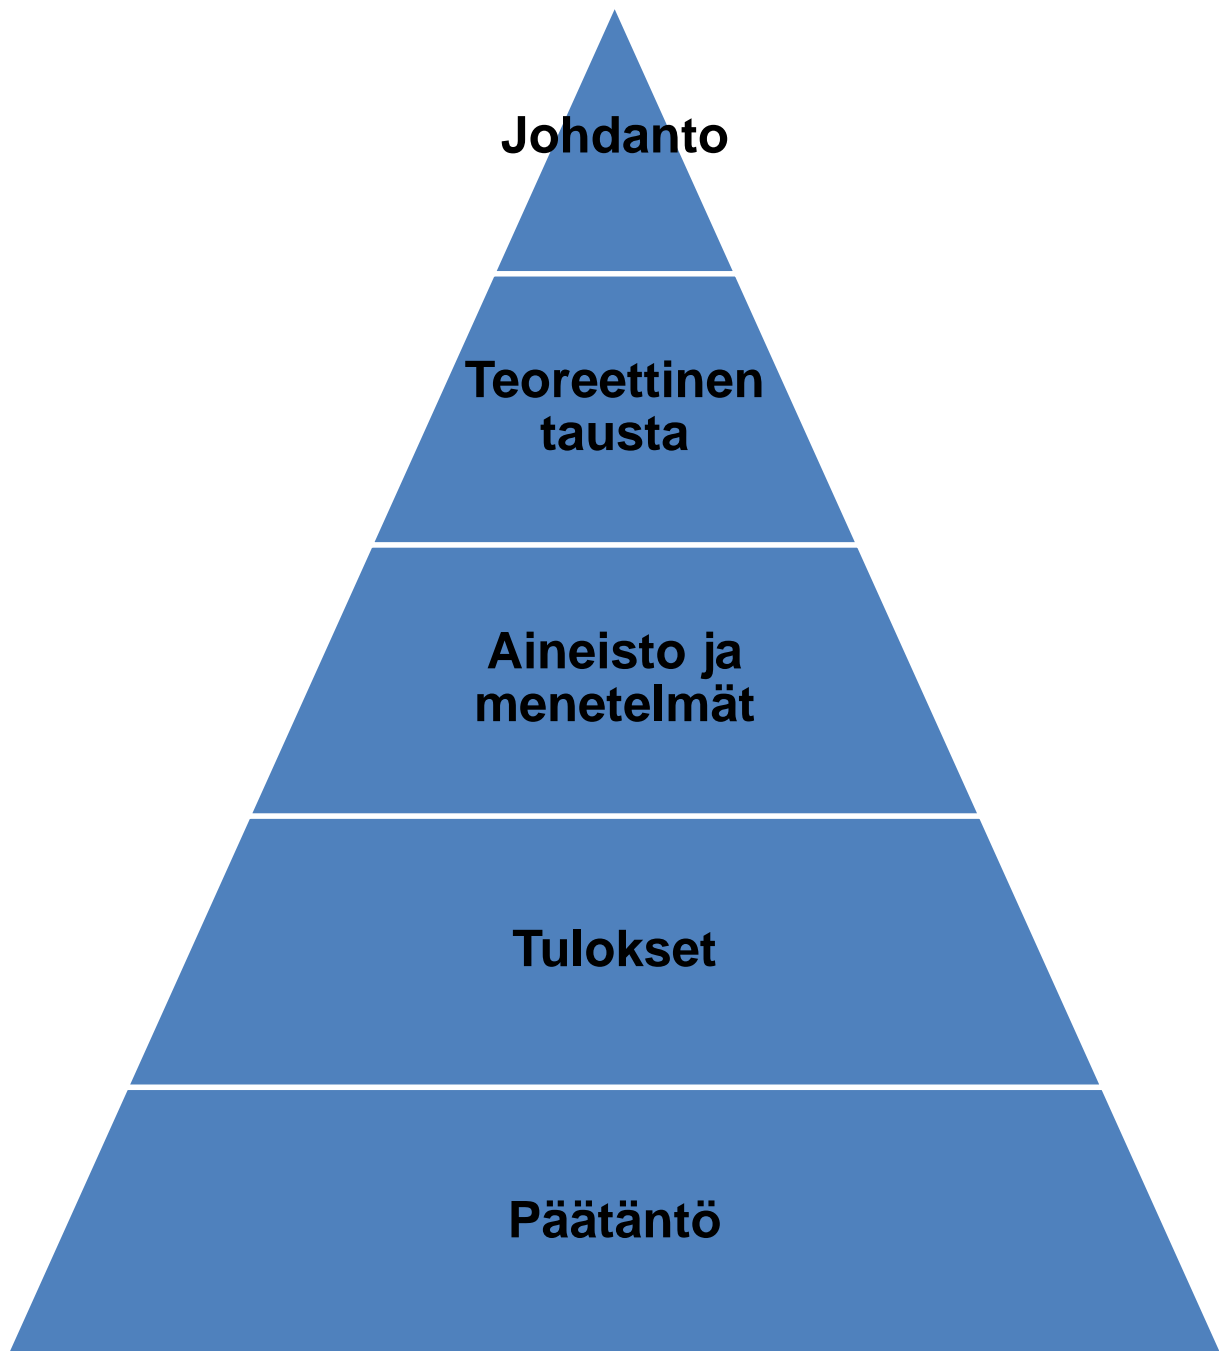 Johdanto
Teoreettinen
tausta
Aineisto ja
menetelmät
Tulokset
Päätäntö